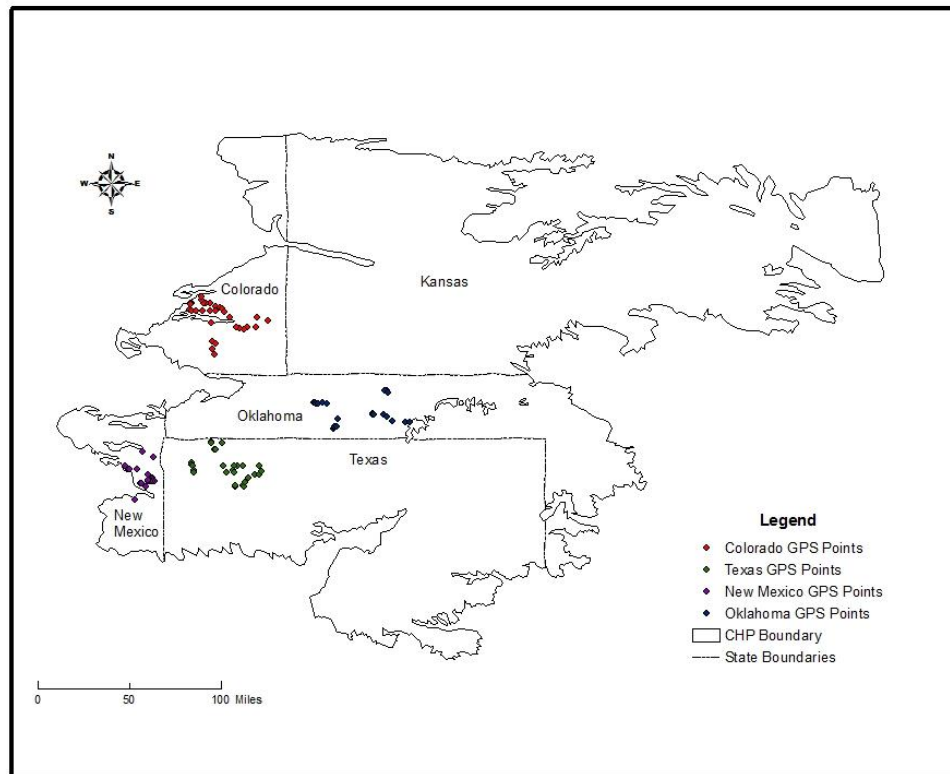 N
W E
S
Colorado
Kansas
Oklahoma
Texas
New
Mexico
Legend
Colorado GPS Points
Texas GPS Points
New Mexico GPS Points
Oklahoma GPS Points
CHP Boundary
State Boundaries
0 50 100 Miles